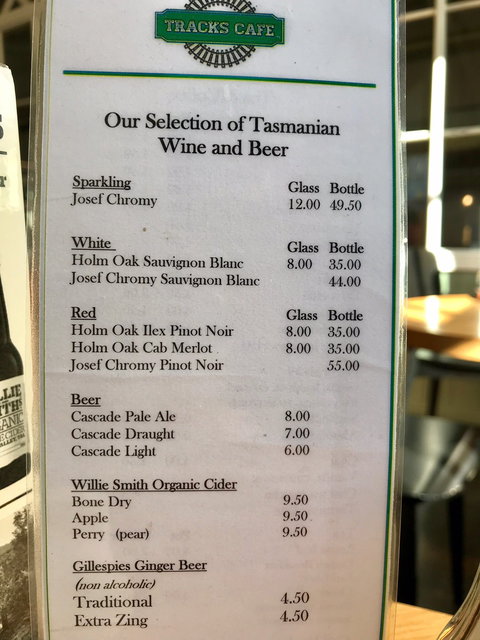 TRACKS CAFE
Our Selection of Tasmanian
Wine and Beer
Sparkling Glass Bottle
Josef Chromy 12.00 49.50
White Glass Bottle
Holm Oak Sauvignon Blanc 8.00 35.00
Josef Chromy Sauvignon Blanc 44.00
Red Glass Bottle
Holm Oak Ilex Pinot Noir 8.00 35.00
Holm Oak Cab Merlot 8.00 35.00
Josef Chromy Pinot Noir 55.00
Beer
Cascade Pale Ale 8.00
Cascade Draught 7.00
Cascade Light 6.00
Willie Smith Organic Cider
Bone Dry 9.50
Apple 9.50
Perry (pear) 9.50
Gillespies Ginger Beer
(non alcoholic)
Traditional 4.50
Extra Zing 4.50